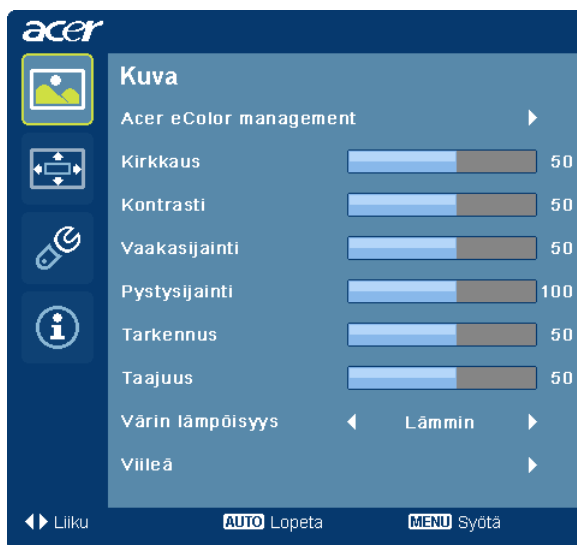 acer
Kuva
Acer eColor management
Kirkkaus 50
Kontrasti 50
Vaakasijainti 50
Pystysijainti 100
Tarkennus 50
Taajuus 50
Värin lämpöisyys Lämmin
Viileä
Liiku AUTO Lopeta MENU Syötä